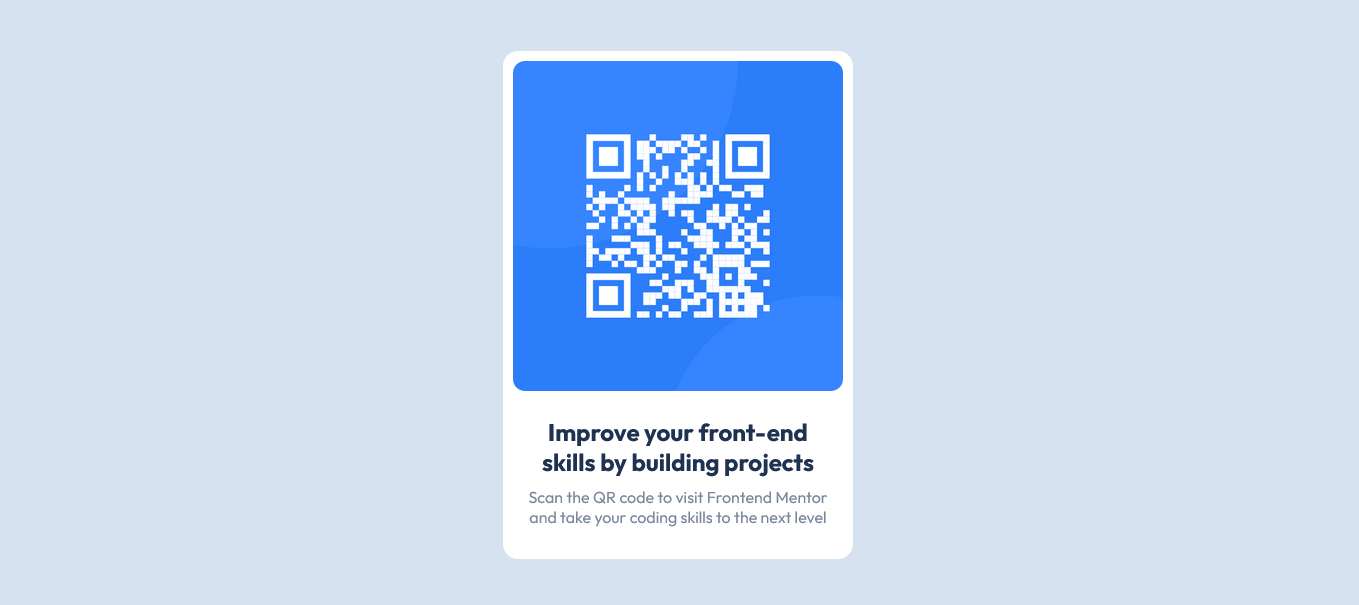 Improve your front-end
skills by building projects
Scan the QR code to visit Frontend Mentor
and take your coding skills to the next level